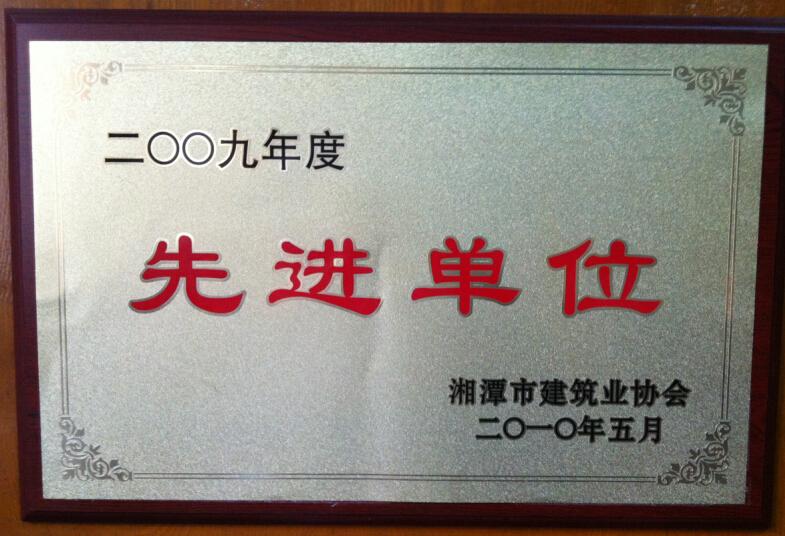 二〇〇九年度
先进单位
湘潭市建筑业协会
二〇一〇年五月